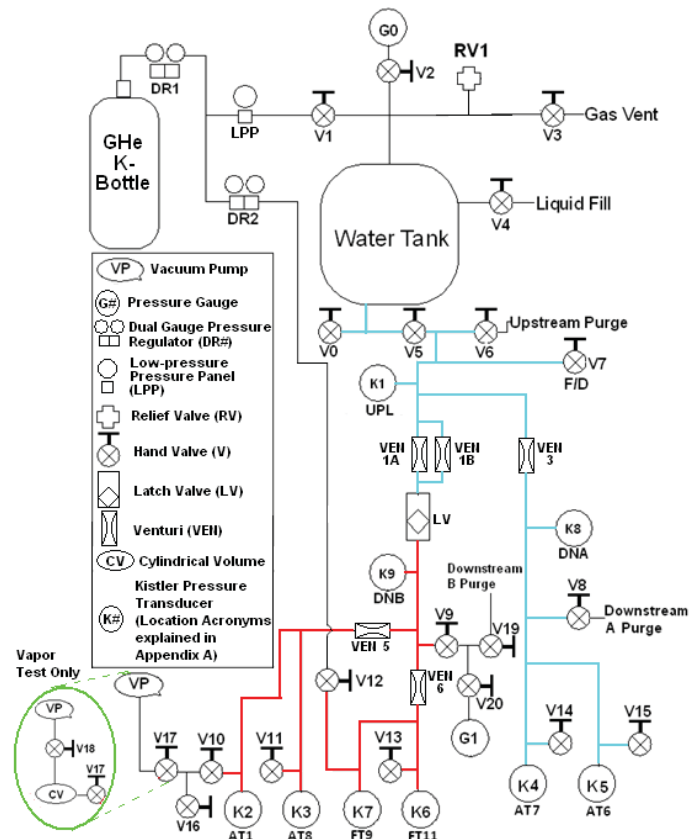 G0
V2
RV1
DR1
LPP
V1
V3
Gas Vent
GHe
K-
Bottle
DR2
Water Tank
V4
Liquid Fill
VP Vacuum Pump
G# Pressure Gauge
Dual Gauge Pressure
Regulator (DR#)
Low-pressure
Pressure Panel
(LPP)
Relief Valve (RV)
Hand Valve (V)
Latch Valve (LV)
Venturi (VEN)
CV Cylindrical Volume
K# Kistler Pressure
Transducer
(Location Acronyms
explained in
Appendix A)
V0
V5
V6
Upstream Purge
V7
F/D
K1
UPL
VEN
1A
VEN
1B
VEN
3
LV
K8
DNA
K9
DNB
Downstream
B Purge
V8
Downstream
A Purge
V9
V19
VEN 5
VEN
6
V20
G1
V12
Vapor
Test Only
VP
V18
CV
V17
VP
V17
V10
V16
V11
V13
V14
V15
K2
AT1
K3
AT8
K7
FT9
K6
FT11
K4
AT7
K5
AT6